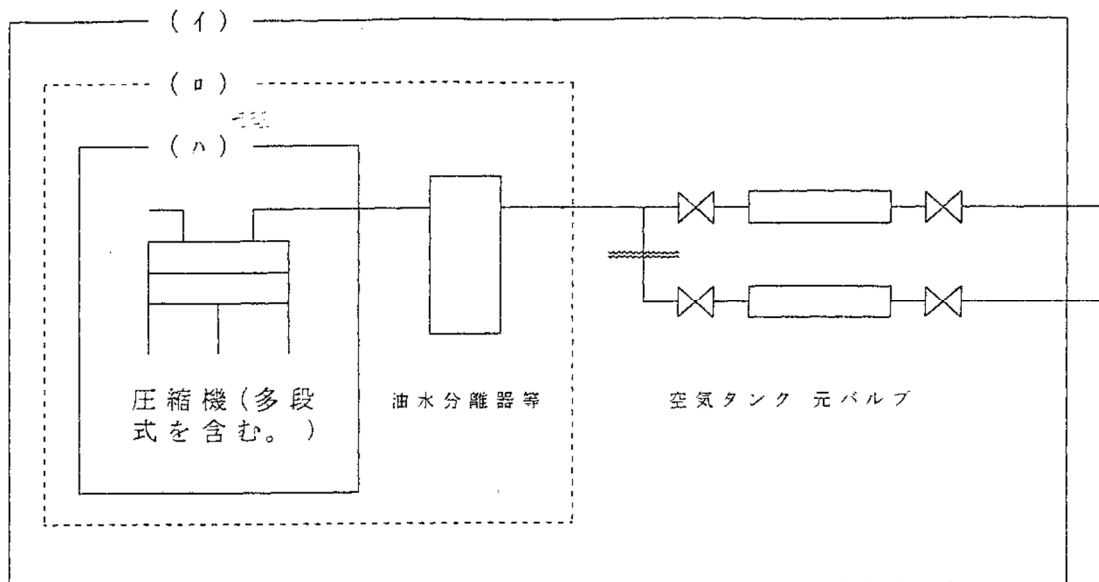 (イ)
(ロ)
(ハ)
圧縮機(多段
式を含む。)
油水分離器等
空気タンク 元バルブ